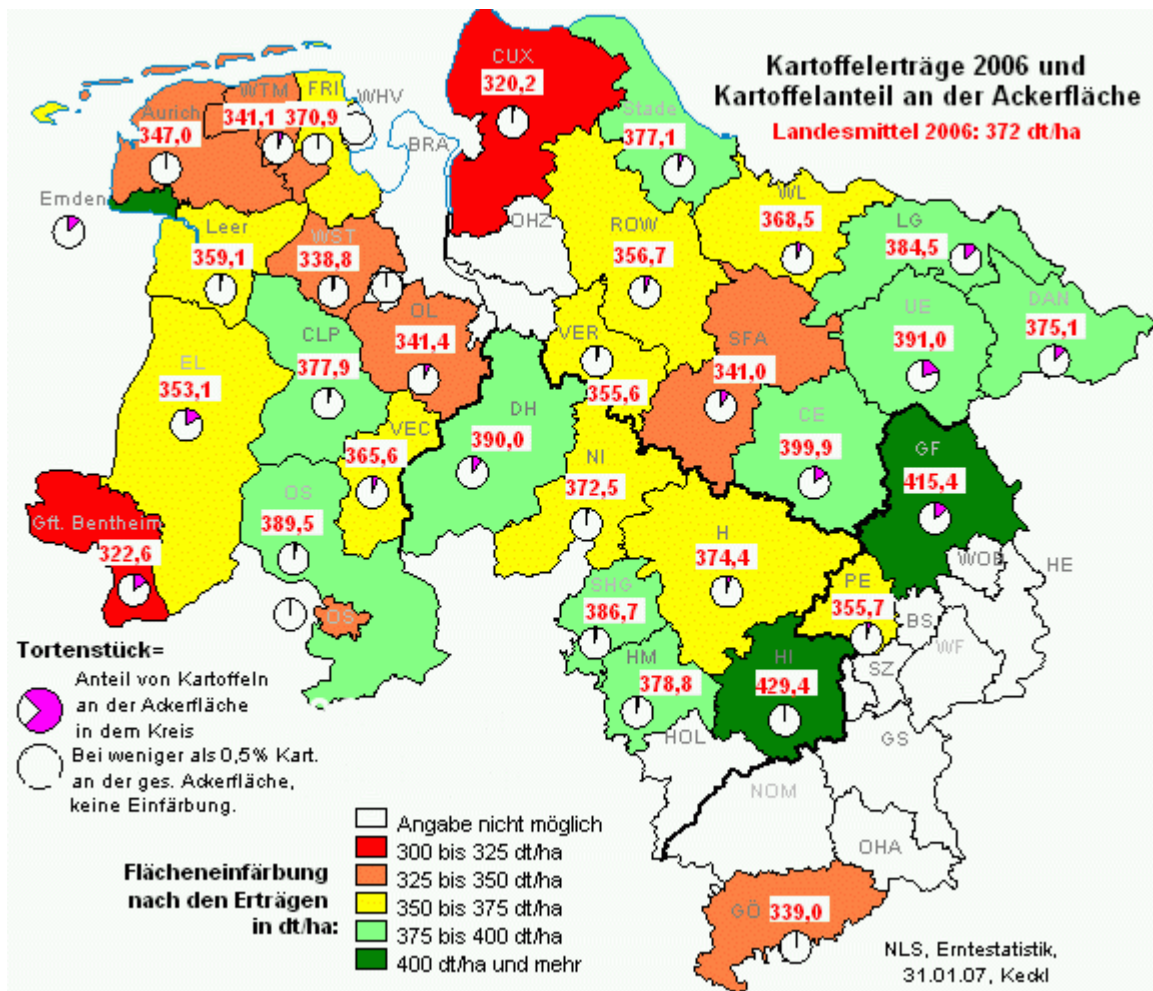 Kartoffelerträge 2006 und
Kartoffelanteil an der Ackerfläche
Landesmittel 2006: 372 dt/ha
CUX
320,2
Stade
377,1
WTM
341,1
FRI
370,9
WHV
Aurich
347,0
BRA
Emden
Leer
359,1
WST
338,8
OHZ
ROW
356,7
WL
368,5
LG
384,5
DAN
375,1
UE
391,0
SFA
341,0
VER
355,6
OL
341,4
CLP
377,9
EL
353,1
VEC
365,6
DH
390,0
NI
372,5
CE
399,9
GF
415,4
OS
389,5
OS
Gft. Bentheim
322,6
H
374,4
SHG
386,7
PE
355,7
WOB
HE
BS
WF
SZ
HM
378,8
HI
429,4
HOL
GS
NOM
OHA
GÖ
339,0
Tortenstück=
Anteil von Kartoffeln
an der Ackerfläche
in dem Kreis
Bei weniger als 0,5% Kart.
an der ges. Ackerfläche,
keine Einfärbung.
Flächeneinfärbung
nach den Erträgen
in dt/ha:
Angabe nicht möglich
300 bis 325 dt/ha
325 bis 350 dt/ha
350 bis 375 dt/ha
375 bis 400 dt/ha
400 dt/ha und mehr
NLS, Erntestatistik,
31.01.07, Keckl